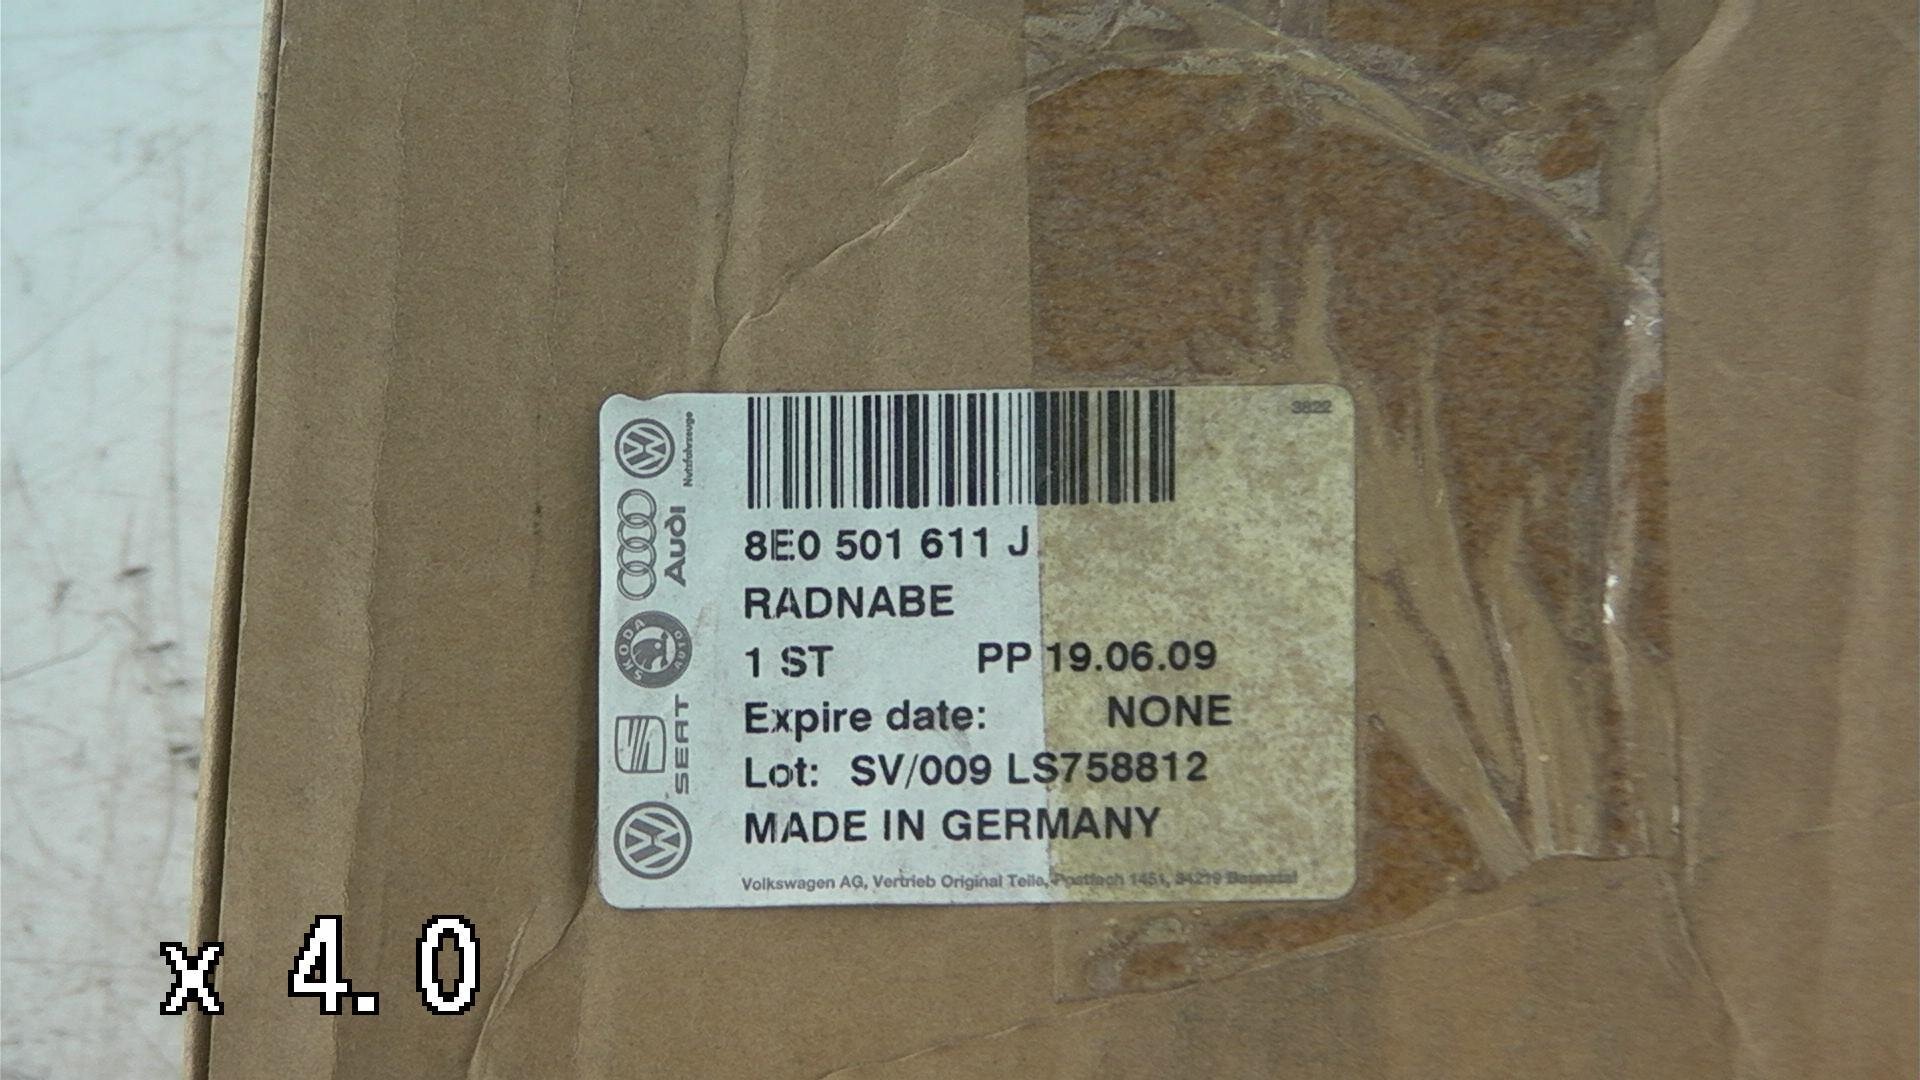 3822
Nutzfahrzeuge
Audi
SKODA AUTO
SEAT
8E0 501 611 J
RADNABE
1 ST PP 19.06.09
Expire date: NONE
Lot: SV/009 LS758812
MADE IN GERMANY
Volkswagen AG, Vertrieb Original Teile, Postfach 1451, 34219 Baunatal
x 4.0